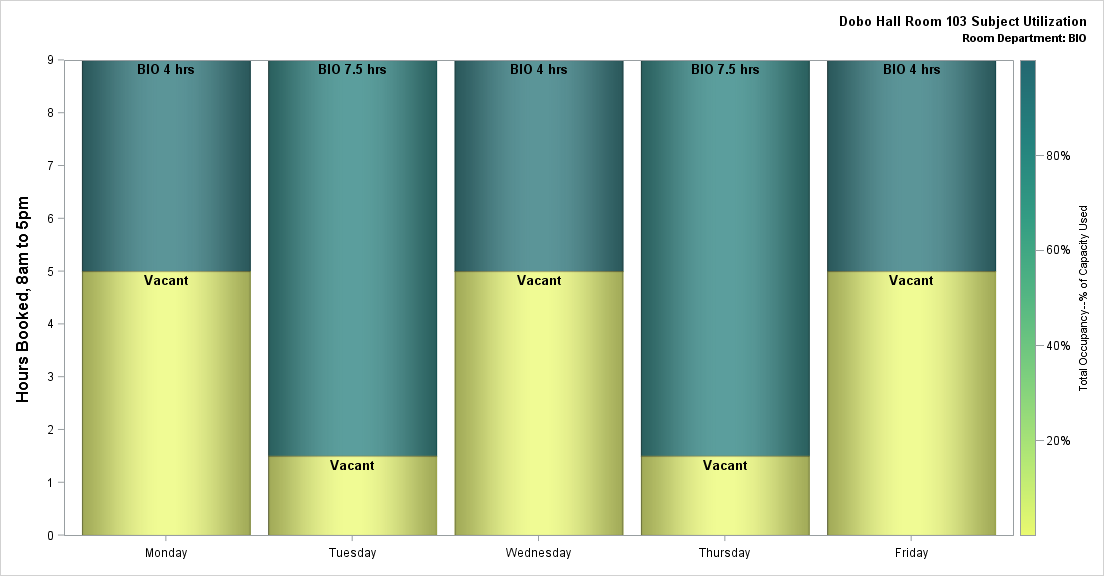 Dobo Hall Room 103 Subject Utilization
Room Department: BIO
Hours Booked, 8am to 5pm
9
8
7
6
5
4
3
2
1
0
BIO 4 hrs
BIO 7.5 hrs
BIO 4 hrs
BIO 7.5 hrs
BIO 4 hrs
Vacant
Vacant
Vacant
Vacant
Vacant
Monday
Tuesday
Wednesday
Thursday
Friday
80%
60%
40%
20%
Total Occupancy--% of Capacity Used